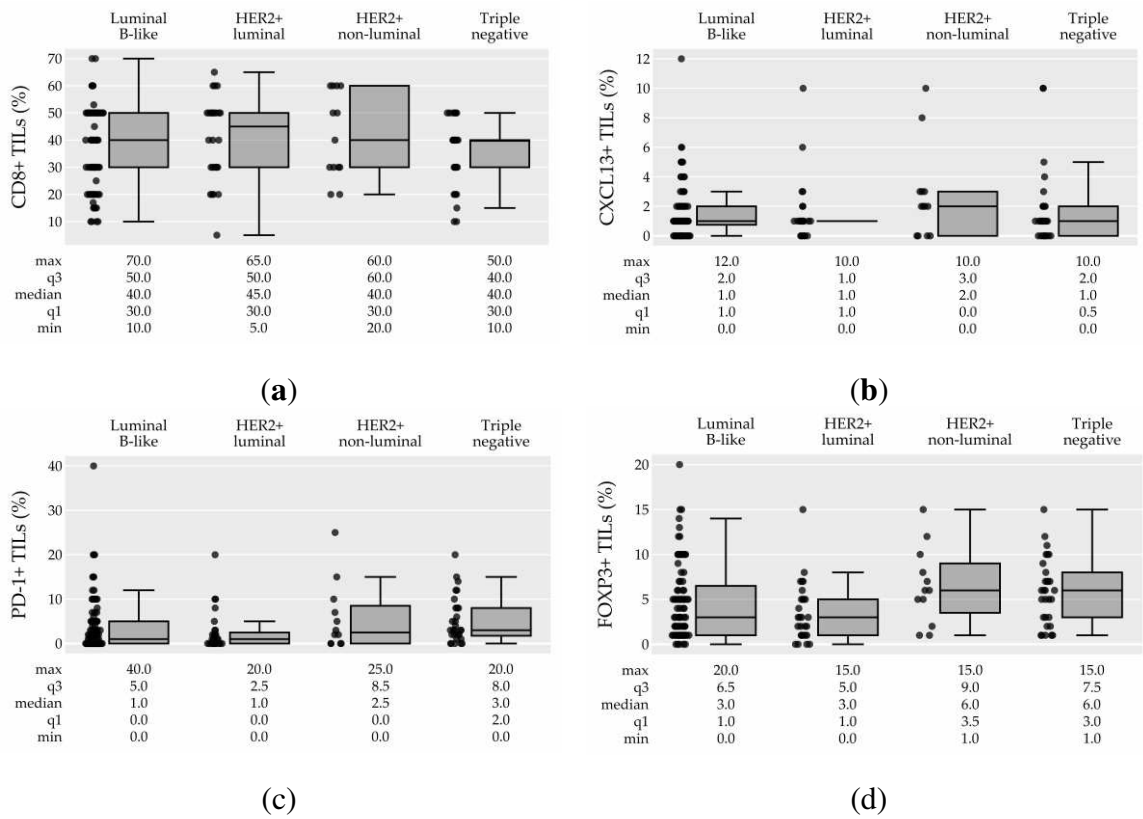 Luminal HER2+ HER2+ Triple
B-like luminal non-luminal negative
CD8+ TILs (%)
70
60
50
40
30
20
10
max 70.0 65.0 60.0 50.0
q3 50.0 50.0 60.0 40.0
median 40.0 45.0 40.0 40.0
q1 30.0 30.0 30.0 30.0
min 10.0 5.0 20.0 10.0
(a)
Luminal HER2+ HER2+ Triple
B-like luminal non-luminal negative
CXCL13+ TILs (%)
12
10
8
6
4
2
0
max 12.0 10.0 10.0 10.0
q3 2.0 1.0 3.0 2.0
median 1.0 1.0 2.0 1.0
q1 1.0 1.0 0.0 0.5
min 0.0 0.0 0.0 0.0
(b)
Luminal HER2+ HER2+ Triple
B-like luminal non-luminal negative
PD-1+ TILs (%)
40
30
20
10
0
max 40.0 20.0 25.0 20.0
q3 5.0 2.5 8.5 8.0
median 1.0 1.0 2.5 3.0
q1 0.0 0.0 0.0 2.0
min 0.0 0.0 0.0 0.0
(c)
Luminal HER2+ HER2+ Triple
B-like luminal non-luminal negative
FOXP3+ TILs (%)
20
15
10
5
0
max 20.0 15.0 15.0 15.0
q3 6.5 5.0 9.0 7.5
median 3.0 3.0 6.0 6.0
q1 1.0 1.0 3.5 3.0
min 0.0 0.0 1.0 1.0
(d)